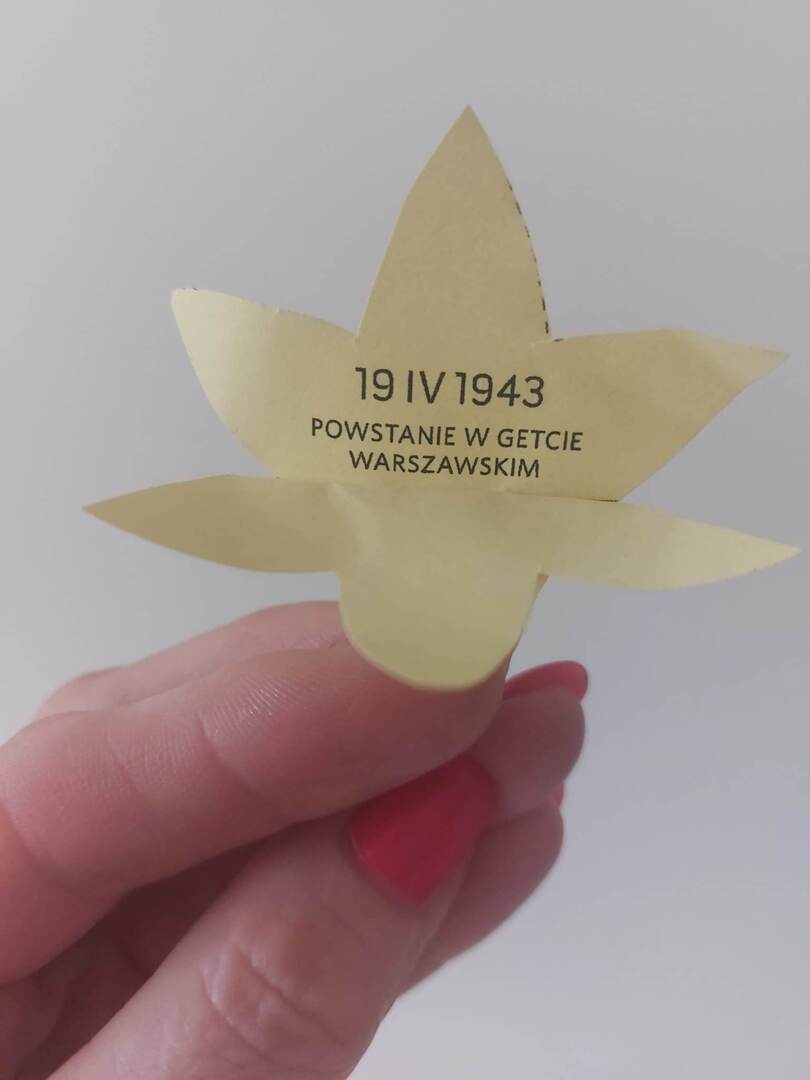 19 IV 1943
POWSTANIE W GETCIE
WARSZAWSKIM